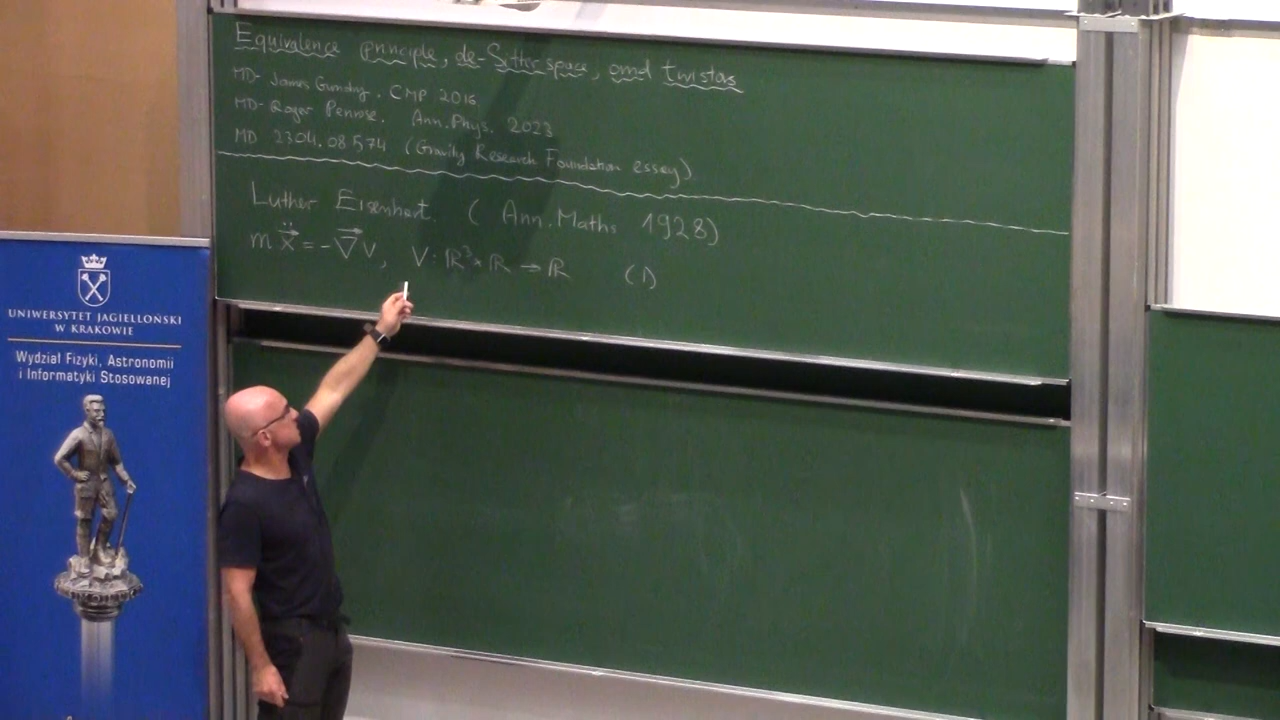 UNIWERSYTET JAGIELLOŃSKI
W KRAKOWIE
Wydział Fizyki, Astronomii
i Informatyki Stosowanej
Equivalence principle, de-Sitter space, and twistors
MD- James Gundry. CMP 2016
MD- Roger Penrose. Ann. Phys. 2023
MD 2304.08574 (Gravity Research Foundation essay)
Luther Eisenhart. (Ann. Maths 1928)
m ẍ⃗ = -∇⃗V, V: ℝ³ × ℝ → ℝ (1)